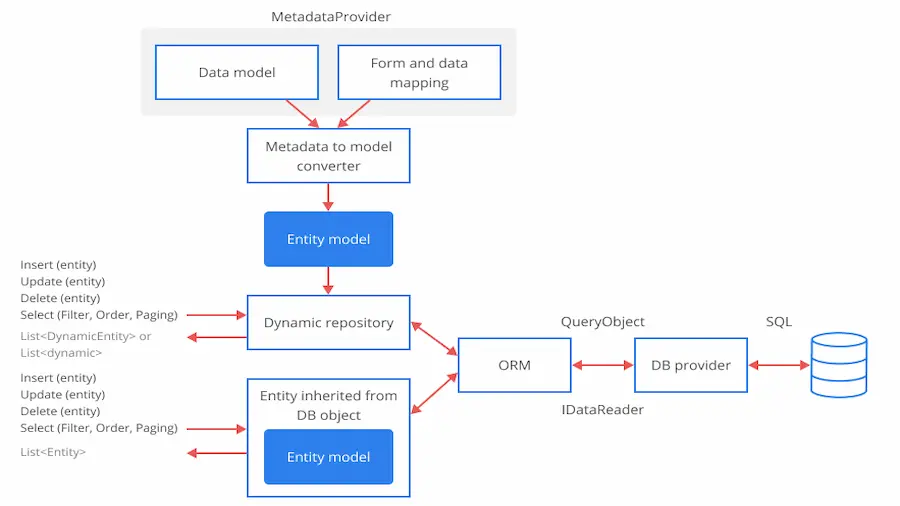 MetadataProvider
Data model
Form and data
mapping
Metadata to model
converter
Entity model
Insert (entity)
Update (entity)
Delete (entity)
Select (Filter, Order, Paging)
List<DynamicEntity> or
List<dynamic>
Dynamic repository
Insert (entity)
Update (entity)
Delete (entity)
Select (Filter, Order, Paging)
List<Entity>
Entity inherited from
DB object
Entity model
ORM
QueryObject
IDataReader
DB provider
SQL